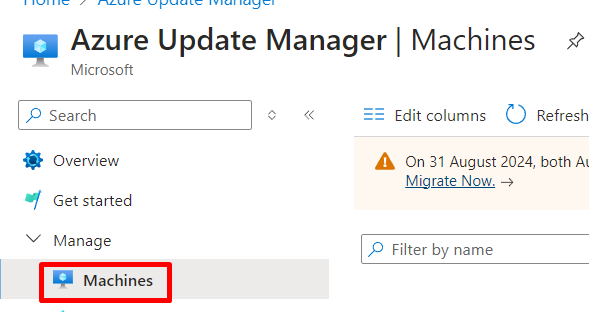 Home > Azure Update Manager
Azure Update Manager | Machines
Microsoft
Search
Edit columns
Refresh
Overview
On 31 August 2024, both
Migrate Now. →
Get started
Manage
Filter by name
Machines